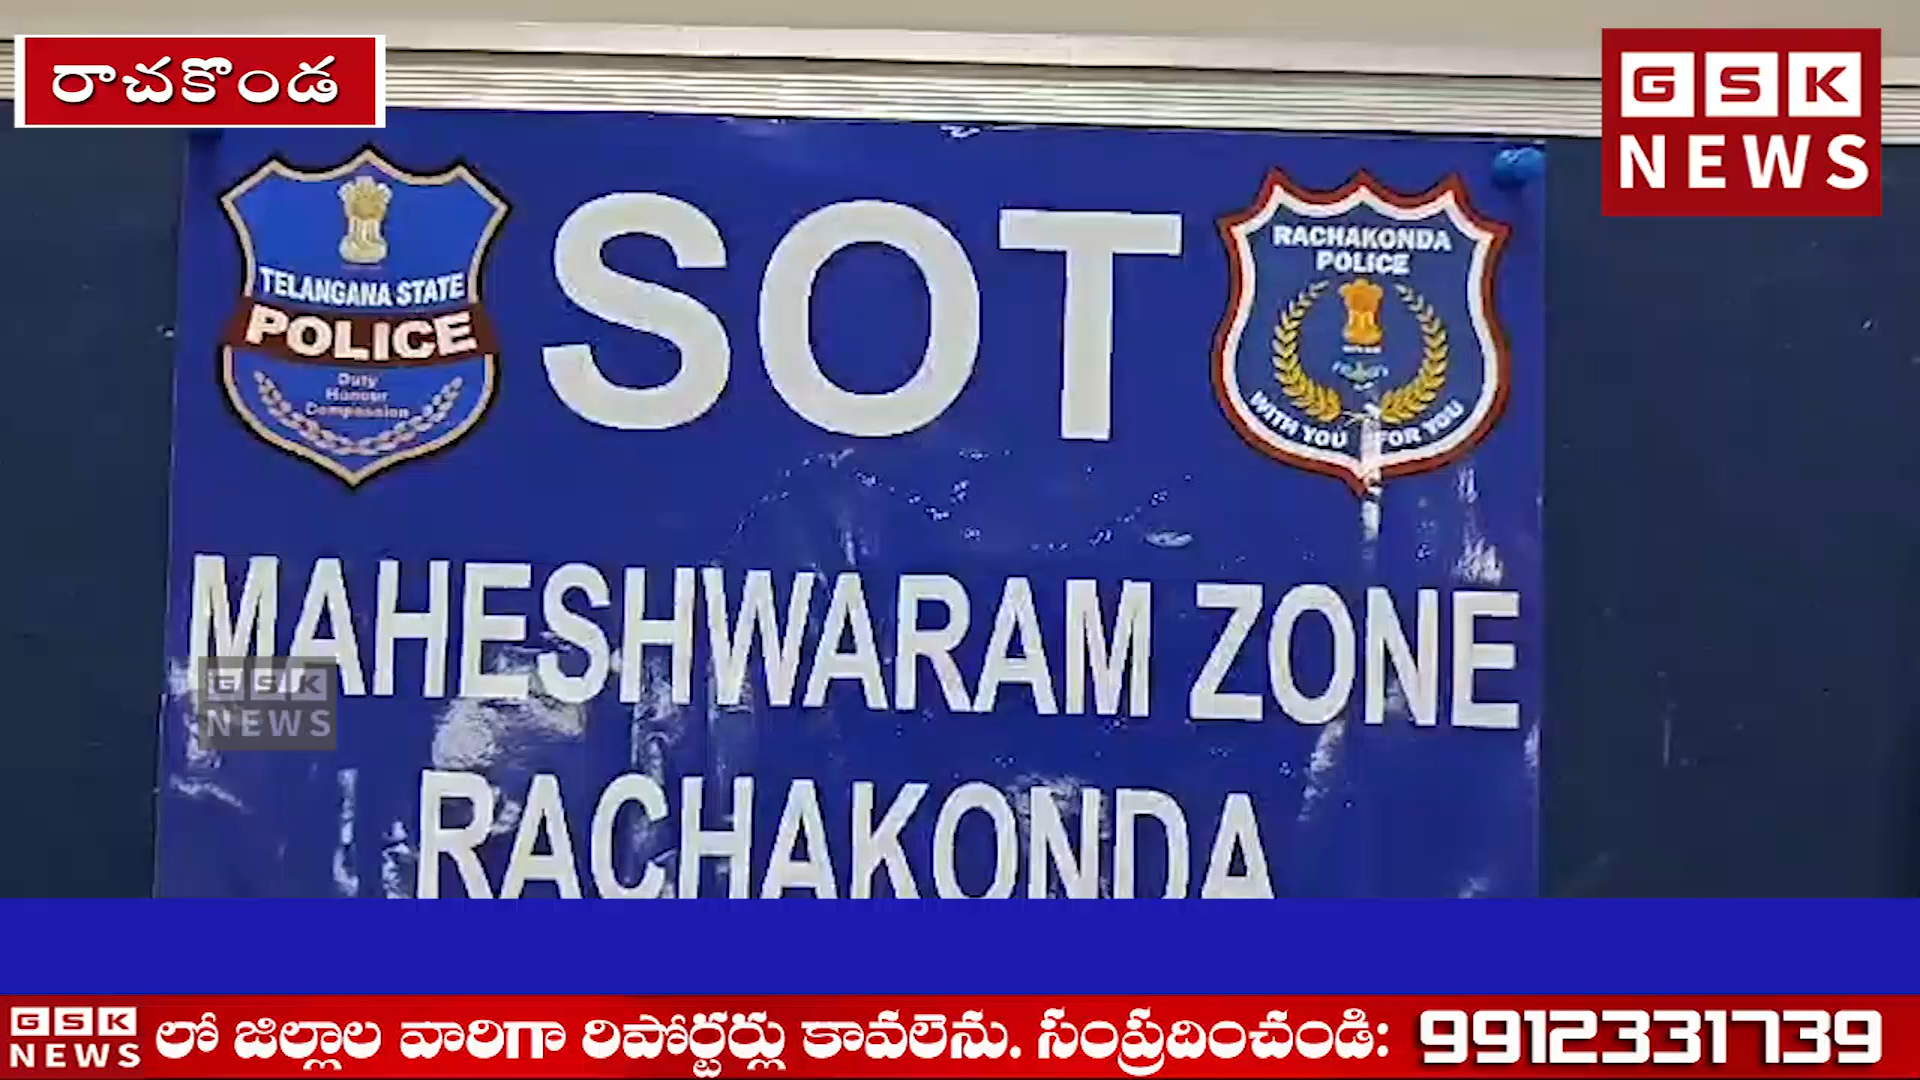 రాచకొండ
GSK
NEWS
TELANGANA STATE
POLICE
Duty
Honour
Compassion
SOT
RACHAKONDA
POLICE
WITH YOU FOR YOU
MAHESHWARAM ZONE
GSK
NEWS
RACHAKONDA
GSK
NEWS
లో జిల్లాల వారిగా రిపోర్టర్లు కావలెను. సంప్రదించండి: 9912331739